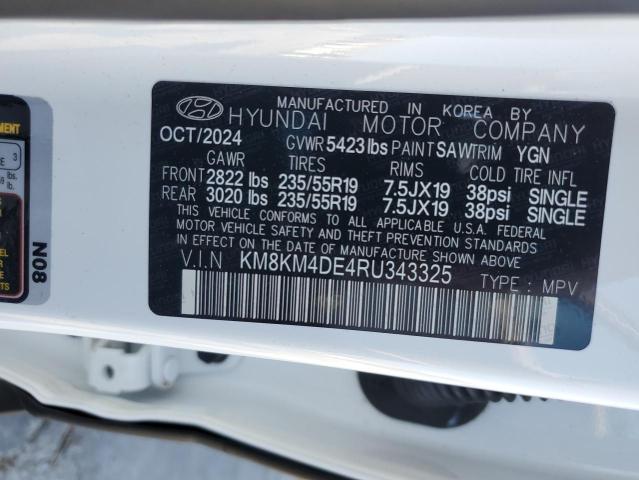 MANUFACTURED IN KOREA BY
HYUNDAI MOTOR COMPANY
OCT/2024 GVWR 5423 lbs PAINT SAW TRIM YGN
GAWR TIRES RIMS COLD TIRE INFL
FRONT 2822 lbs 235/55R19 7.5JX19 38psi SINGLE
REAR 3020 lbs 235/55R19 7.5JX19 38psi SINGLE
THIS VEHICLE CONFORMS TO ALL APPLICABLE U.S.A. FEDERAL
MOTOR VEHICLE SAFETY AND THEFT PREVENTION STANDARDS
IN EFFECT ON THE DATE OF MANUFACTURE SHOWN ABOVE.
V.I.N KM8KM4DE4RU343325
TYPE : MPV
N08
3
lbs.